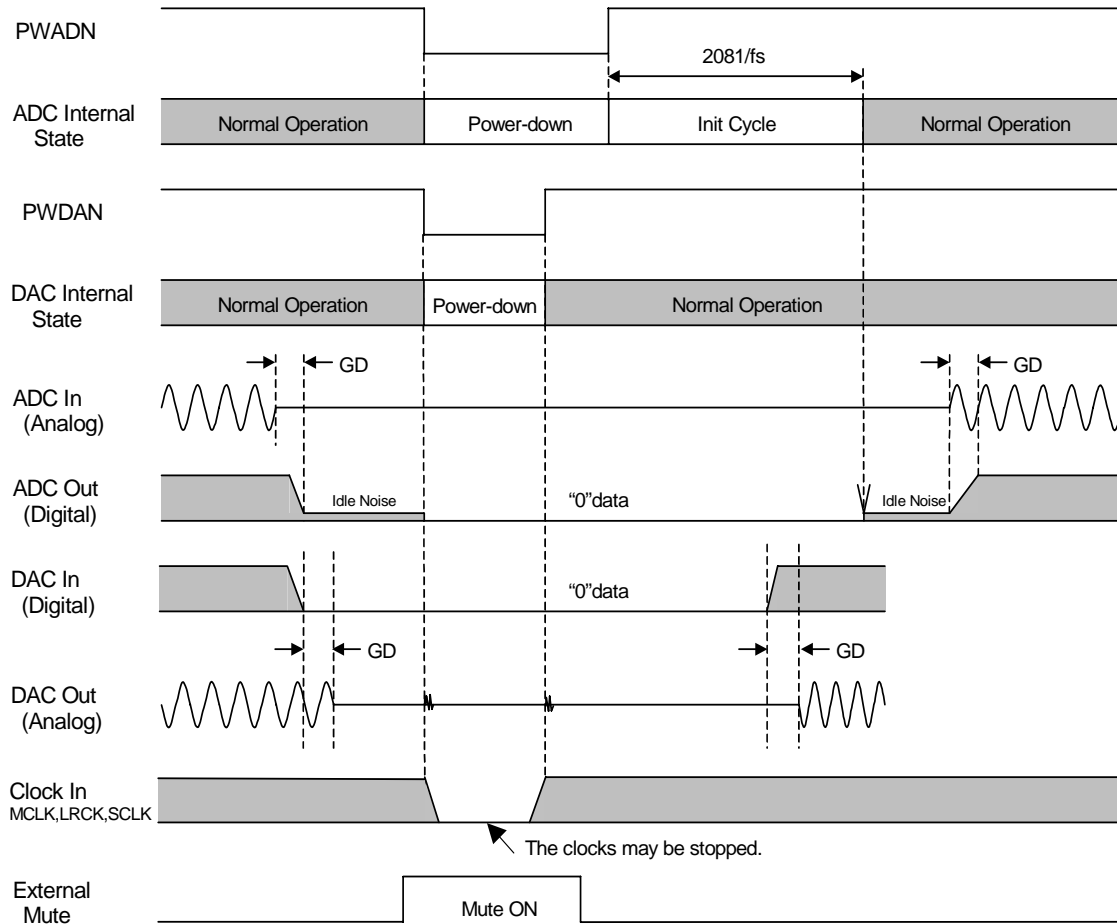 PWADN
2081/fs
ADC Internal
State
Normal Operation
Power-down
Init Cycle
Normal Operation
PWDAN
DAC Internal
State
Normal Operation
Power-down
Normal Operation
GD
GD
ADC In
(Analog)
ADC Out
(Digital)
Idle Noise
“0”data
Idle Noise
DAC In
(Digital)
“0”data
GD
GD
DAC Out
(Analog)
Clock In
MCLK,LRCK,SCLK
The clocks may be stopped.
External
Mute
Mute ON